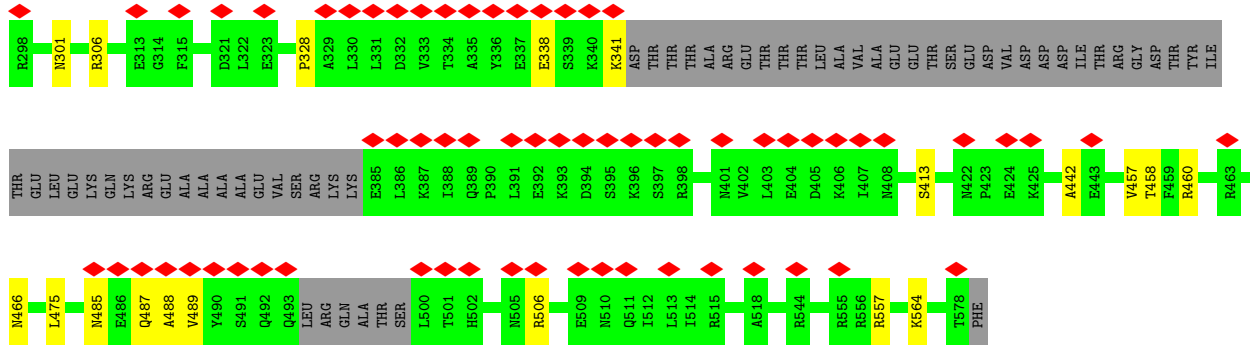 R298 N301 R306 E313 G314 F315 D321 L322 E323 P328 A329 L330 L331 D332 V333 T334 A335 Y336 E337 E338 S339 K340 K341 ASP THR THR THR ALA ARG GLU THR THR THR LEU ALA VAL ALA GLU GLU THR SER GLU ASP VAL ASP ASP ASP ILE THR ARG GLY ASP THR TYR ILE
THR GLU LEU GLU LYS GLN LYS ARG GLU ALA ALA ALA ALA GLU VAL SER ARG LYS LYS E385 L386 K387 I388 Q389 P390 L391 E392 K393 D394 S395 K396 S397 R398 N401 V402 L403 E404 D405 K406 I407 N408 S413 N422 P423 E424 K425 A442 E443 V457 T458 F459 R460 R463
N466 L475 N485 E486 Q487 A488 V489 Y490 S491 Q492 Q493 LEU ARG GLN ALA THR SER L500 T501 H502 N505 R506 E509 N510 Q511 I512 L513 I514 R515 A518 R544 R555 R556 R557 K564 T578 PHE